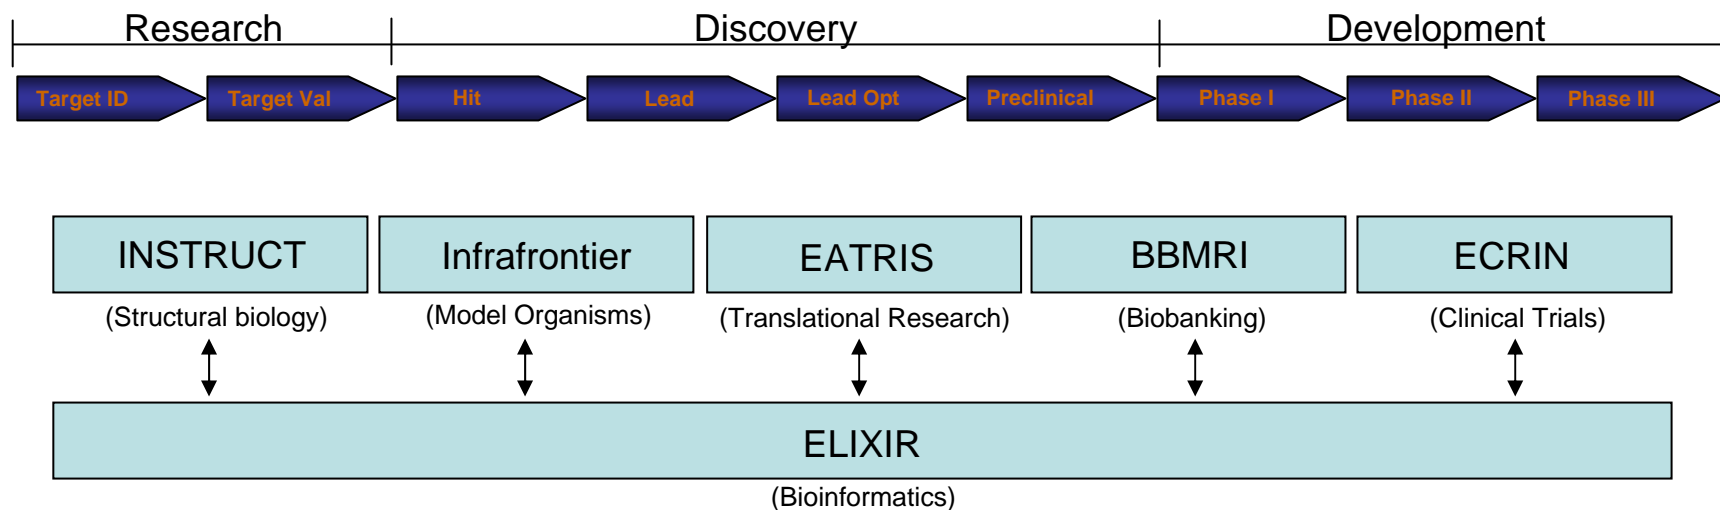 Research Discovery Development
Target ID Target Val Hit Lead Lead Opt Preclinical Phase I Phase II Phase III
INSTRUCT Infrafrontier EATRIS BBMRI ECRIN
(Structural biology) (Model Organisms) (Translational Research) (Biobanking) (Clinical Trials)
ELIXIR
(Bioinformatics)